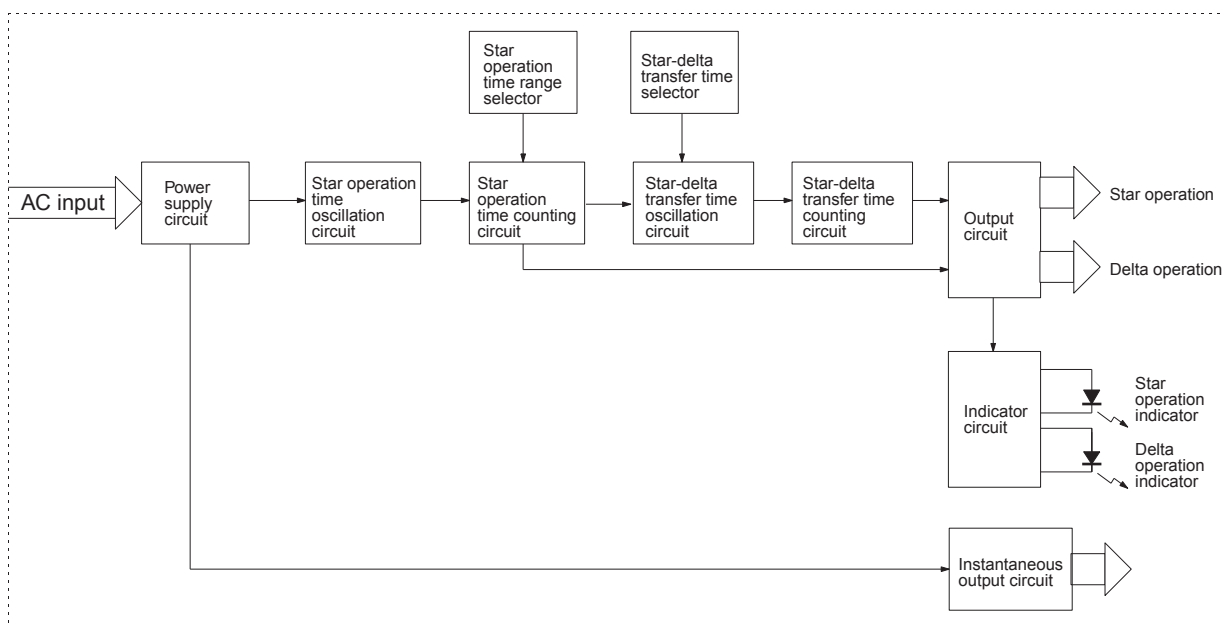 Star
operation
time range
selector
Star-delta
transfer time
selector
AC input
Power
supply
circuit
Star operation
time
oscillation
circuit
Star
operation
time counting
circuit
Star-delta
transfer time
oscillation
circuit
Star-delta
transfer time
counting
circuit
Output
circuit
Star operation
Delta operation
Indicator
circuit
Star
operation
indicator
Delta
operation
indicator
Instantaneous
output circuit